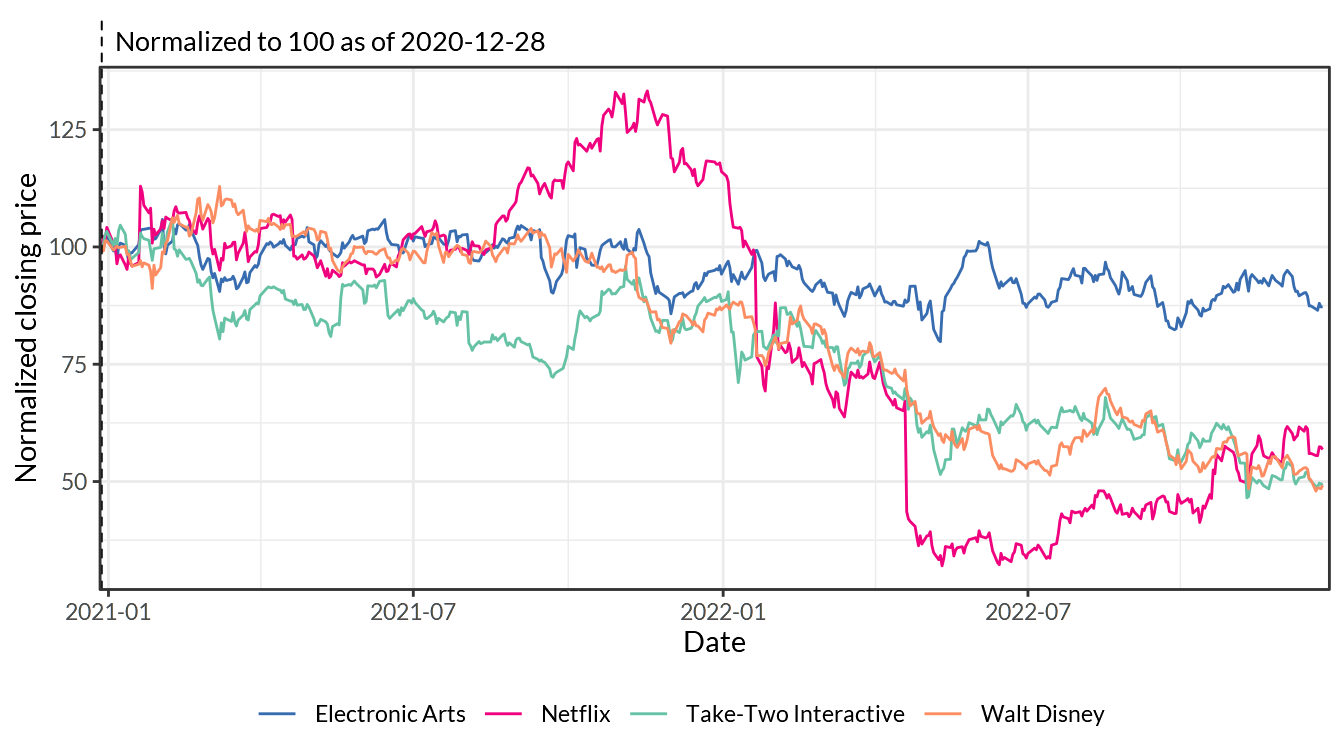 Normalized to 100 as of 2020-12-28
Normalized closing price
125
100
75
50
2021-01
2021-07
2022-01
2022-07
Date
Electronic Arts
Netflix
Take-Two Interactive
Walt Disney